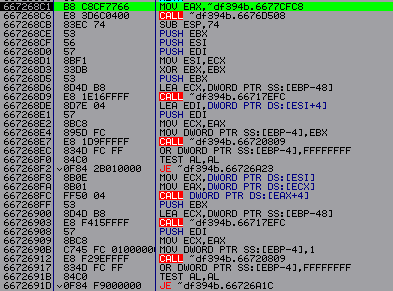 667268C1 B8 C8CF7766 MOV EAX,~df394b.6677CFC8
667268C6 E8 3D6C0400 CALL ~df394b.6676D508
667268CB 83EC 74 SUB ESP,74
667268CE 53 PUSH EBX
667268CF 56 PUSH ESI
667268D0 57 PUSH EDI
667268D1 8BF1 MOV ESI,ECX
667268D3 33DB XOR EBX,EBX
667268D5 53 PUSH EBX
667268D6 8D4D B8 LEA ECX,DWORD PTR SS:[EBP-48]
667268D9 E8 1E16FFFF CALL ~df394b.66717EFC
667268DE 8D7E 04 LEA EDI,DWORD PTR DS:[ESI+4]
667268E1 57 PUSH EDI
667268E2 8BC8 MOV ECX,EAX
667268E4 895D FC MOV DWORD PTR SS:[EBP-4],EBX
667268E7 E8 1D9FFFFF CALL ~df394b.66720809
667268EC 834D FC FF OR DWORD PTR SS:[EBP-4],FFFFFFFF
667268F0 84C0 TEST AL,AL
667268F2 0F84 2B010000 JE ~df394b.66726A23
667268F8 8B0E MOV ECX,DWORD PTR DS:[ESI]
667268FA 8B01 MOV EAX,DWORD PTR DS:[ECX]
667268FC FF50 04 CALL DWORD PTR DS:[EAX+4]
667268FF 53 PUSH EBX
66726900 8D4D B8 LEA ECX,DWORD PTR SS:[EBP-48]
66726903 E8 F415FFFF CALL ~df394b.66717EFC
66726908 57 PUSH EDI
66726909 8BC8 MOV ECX,EAX
6672690B C745 FC 01000000 MOV DWORD PTR SS:[EBP-4],1
66726912 E8 F29EFFFF CALL ~df394b.66720809
66726917 834D FC FF OR DWORD PTR SS:[EBP-4],FFFFFFFF
6672691B 84C0 TEST AL,AL
6672691D 0F84 F9000000 JE ~df394b.66726A1C